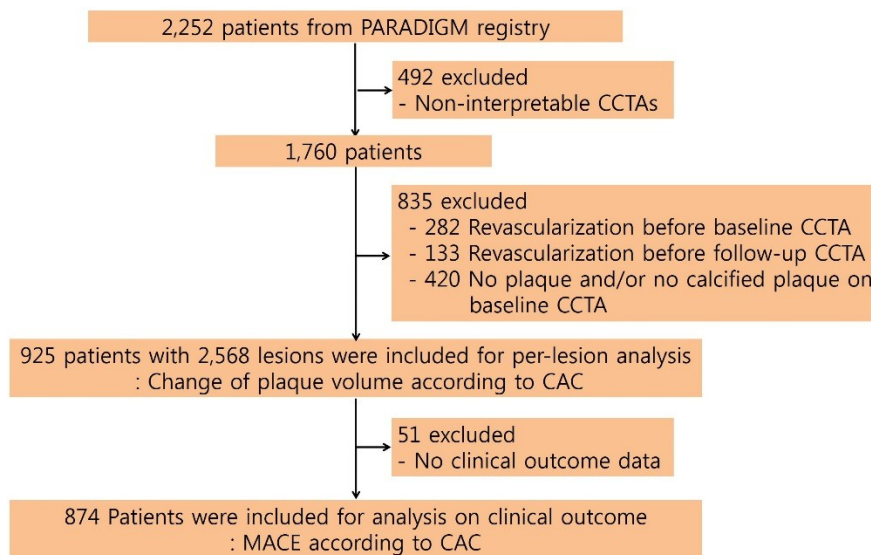 2,252 patients from PARADIGM registry
492 excluded
- Non-interpretable CCTAs
1,760 patients
835 excluded
- 282 Revascularization before baseline CCTA
- 133 Revascularization before follow-up CCTA
- 420 No plaque and/or no calcified plaque on
baseline CCTA
925 patients with 2,568 lesions were included for per-lesion analysis
: Change of plaque volume according to CAC
51 excluded
- No clinical outcome data
874 Patients were included for analysis on clinical outcome
: MACE according to CAC